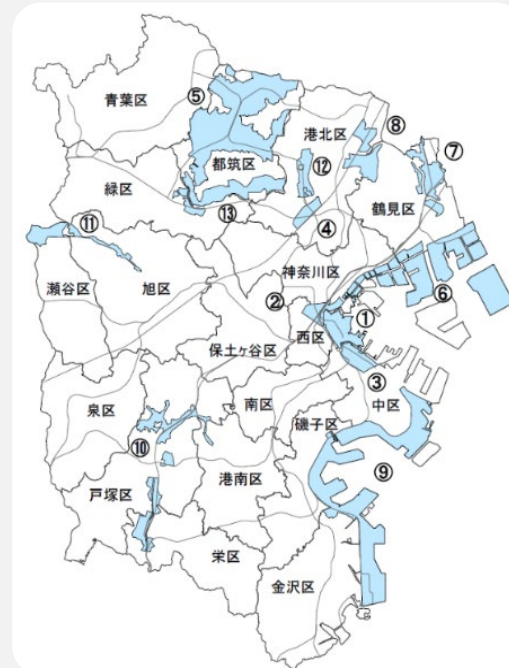 青葉区
⑤
港北区
⑧
⑦
都筑区
⑫
緑区
⑬
鶴見区
④
⑪
神奈川区
瀬谷区
旭区
②
⑥
西区
①
保土ヶ谷区
③
泉区
南区
磯子区
中区
⑩
戸塚区
港南区
⑨
栄区
金沢区